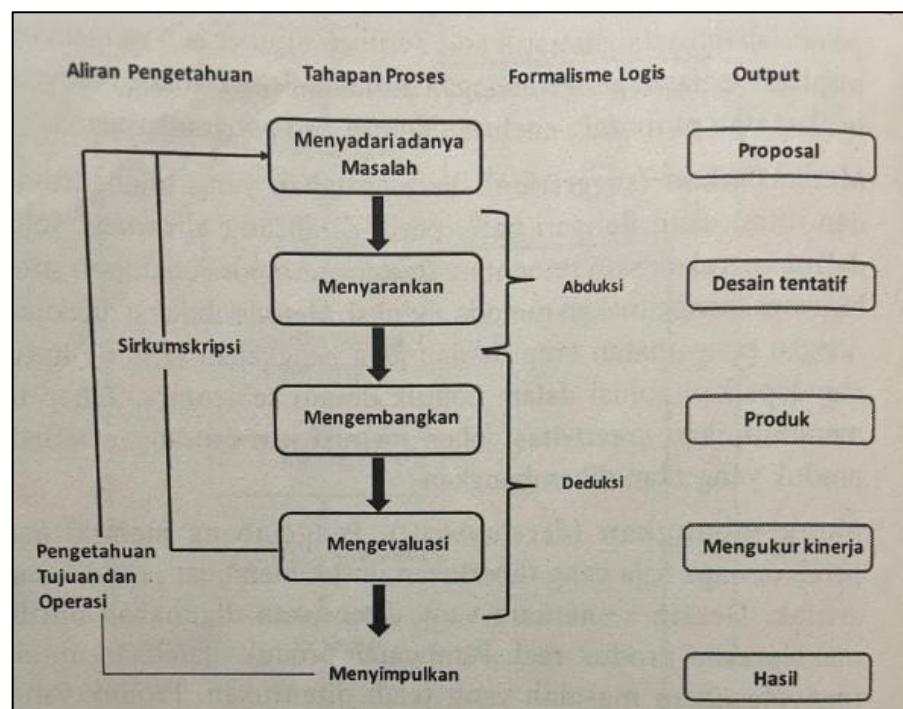 Aliran Pengetahuan Tahapan Proses Formalisme Logis Output
Menyadari adanya
Masalah
Proposal
Menyarankan
Abduksi
Desain tentatif
Sirkumskripsi
Mengembangkan
Produk
Deduksi
Mengevaluasi
Mengukur kinerja
Pengetahuan
Tujuan dan
Operasi
Menyimpulkan
Hasil